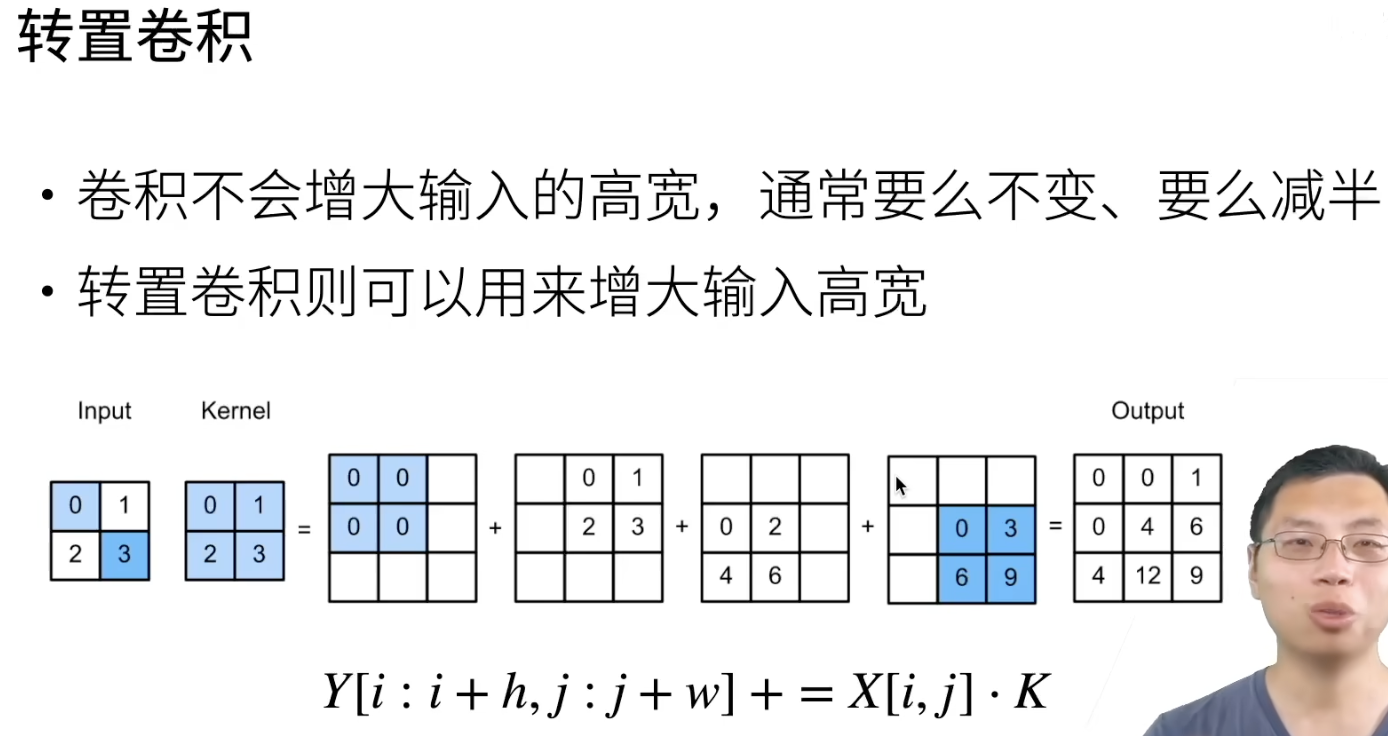 转置卷积
• 卷积不会增大输入的高宽，通常要么不变、要么减半
• 转置卷积则可以用来增大输入高宽
Input Kernel Output
0 0 0 1 0 0 1
0 1 0 1 = 0 0 + 2 3 + 0 2 + 0 3 = 0 4 6
2 3 2 3 4 6 6 9 4 12 9
Y[i : i + h, j : j + w] + = X[i, j] · K